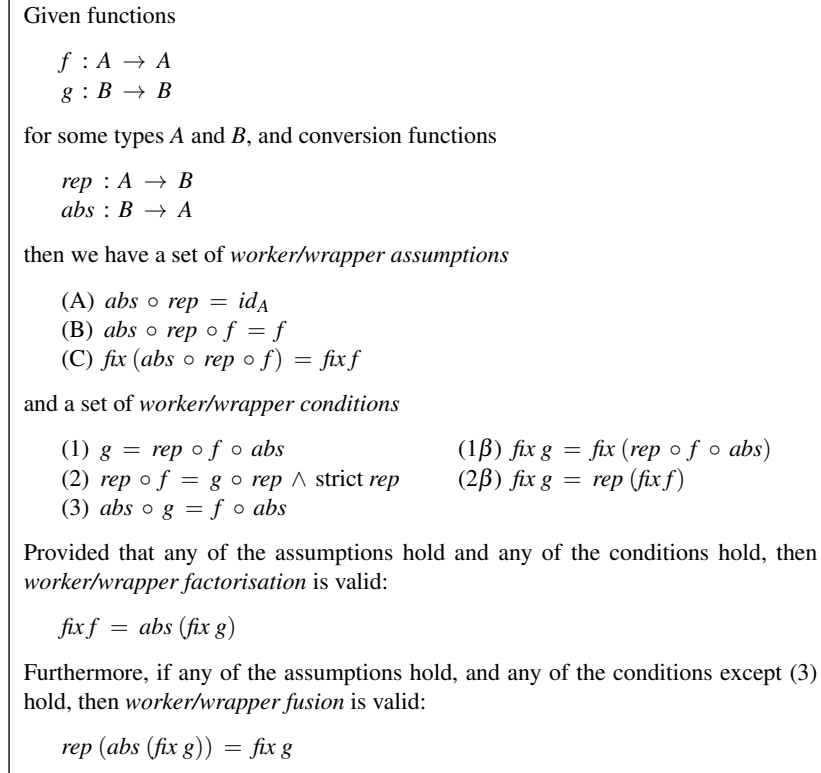 Given functions
f : A → A
g : B → B
for some types A and B, and conversion functions
rep : A → B
abs : B → A
then we have a set of worker/wrapper assumptions
(A) abs ∘ rep = id_A
(B) abs ∘ rep ∘ f = f
(C) fix (abs ∘ rep ∘ f) = fix f
and a set of worker/wrapper conditions
(1) g = rep ∘ f ∘ abs (1β) fix g = fix (rep ∘ f ∘ abs)
(2) rep ∘ f = g ∘ rep ∧ strict rep (2β) fix g = rep (fix f)
(3) abs ∘ g = f ∘ abs
Provided that any of the assumptions hold and any of the conditions hold, then
worker/wrapper factorisation is valid:
fix f = abs (fix g)
Furthermore, if any of the assumptions hold, and any of the conditions except (3)
hold, then worker/wrapper fusion is valid:
rep (abs (fix g)) = fix g